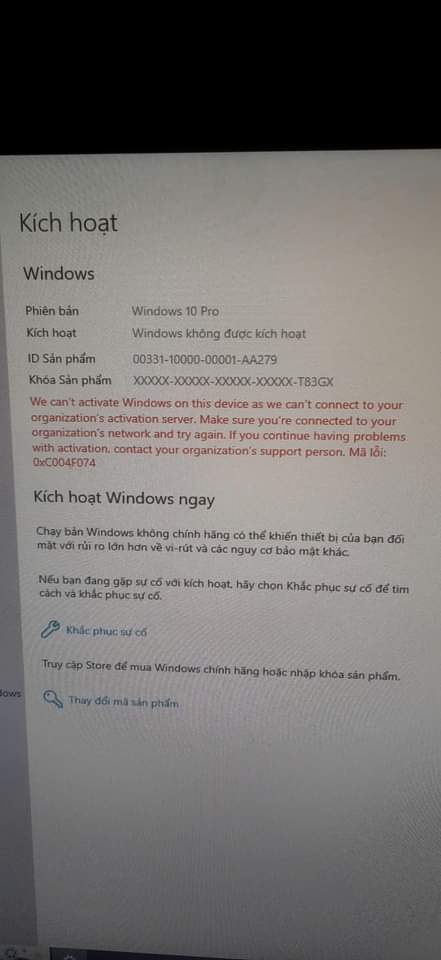 Kích hoạt
Windows
Phiên bản Windows 10 Pro
Kích hoạt Windows không được kích hoạt
ID Sản phẩm 00331-10000-00001-AA279
Khóa Sản phẩm XXXXX-XXXXX-XXXXX-XXXXX-T83GX
We can't activate Windows on this device as we can't connect to your
organization's activation server. Make sure you're connected to your
organization's network and try again. If you continue having problems
with activation, contact your organization's support person. Mã lỗi:
0xC004F074
Kích hoạt Windows ngay
Chạy bản Windows không chính hãng có thể khiến thiết bị của bạn đối
mặt với rủi ro lớn hơn về vi-rút và các nguy cơ bảo mật khác.
Nếu bạn đang gặp sự cố với kích hoạt, hãy chọn Khắc phục sự cố để tìm
cách và khắc phục sự cố.
Khắc phục sự cố
Truy cập Store để mua Windows chính hãng hoặc nhập khóa sản phẩm.
dows
Thay đổi mã sản phẩm